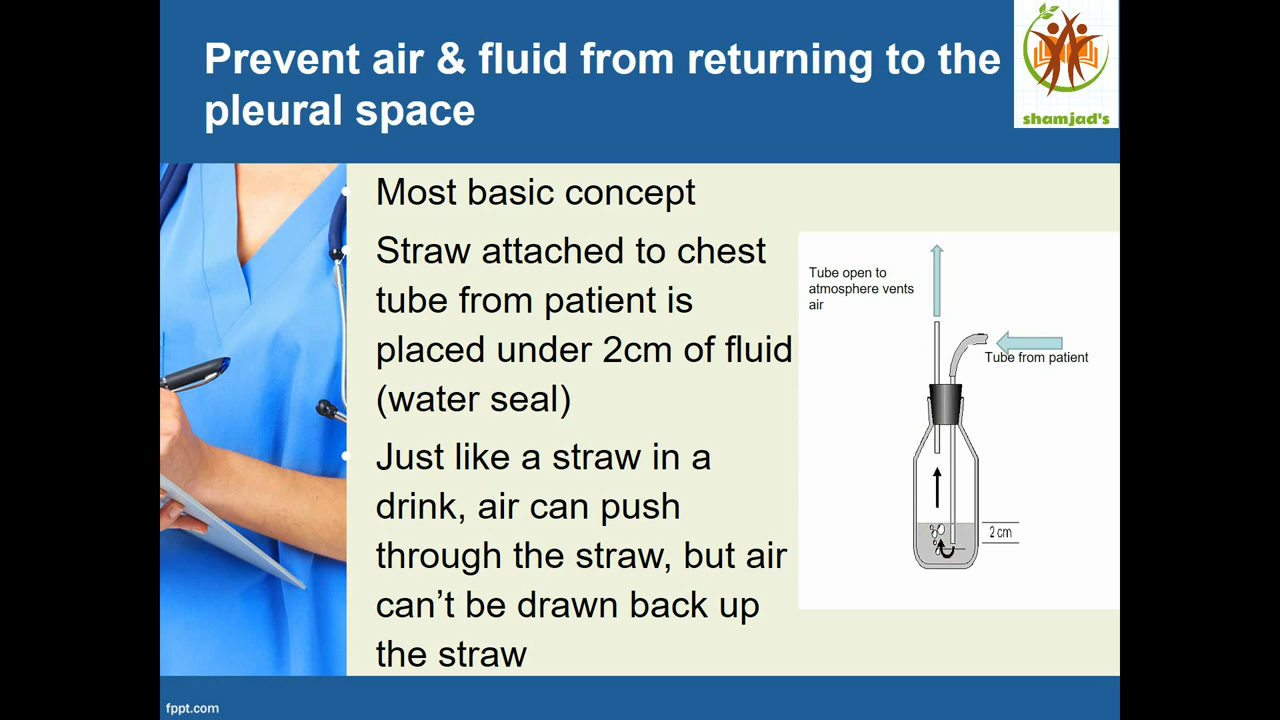 Prevent air & fluid from returning to the
pleural space
shamjad's
Most basic concept
Straw attached to chest
tube from patient is
placed under 2cm of fluid
(water seal)
Just like a straw in a
drink, air can push
through the straw, but air
can’t be drawn back up
the straw
Tube open to
atmosphere vents
air
Tube from patient
2 cm
fppt.com